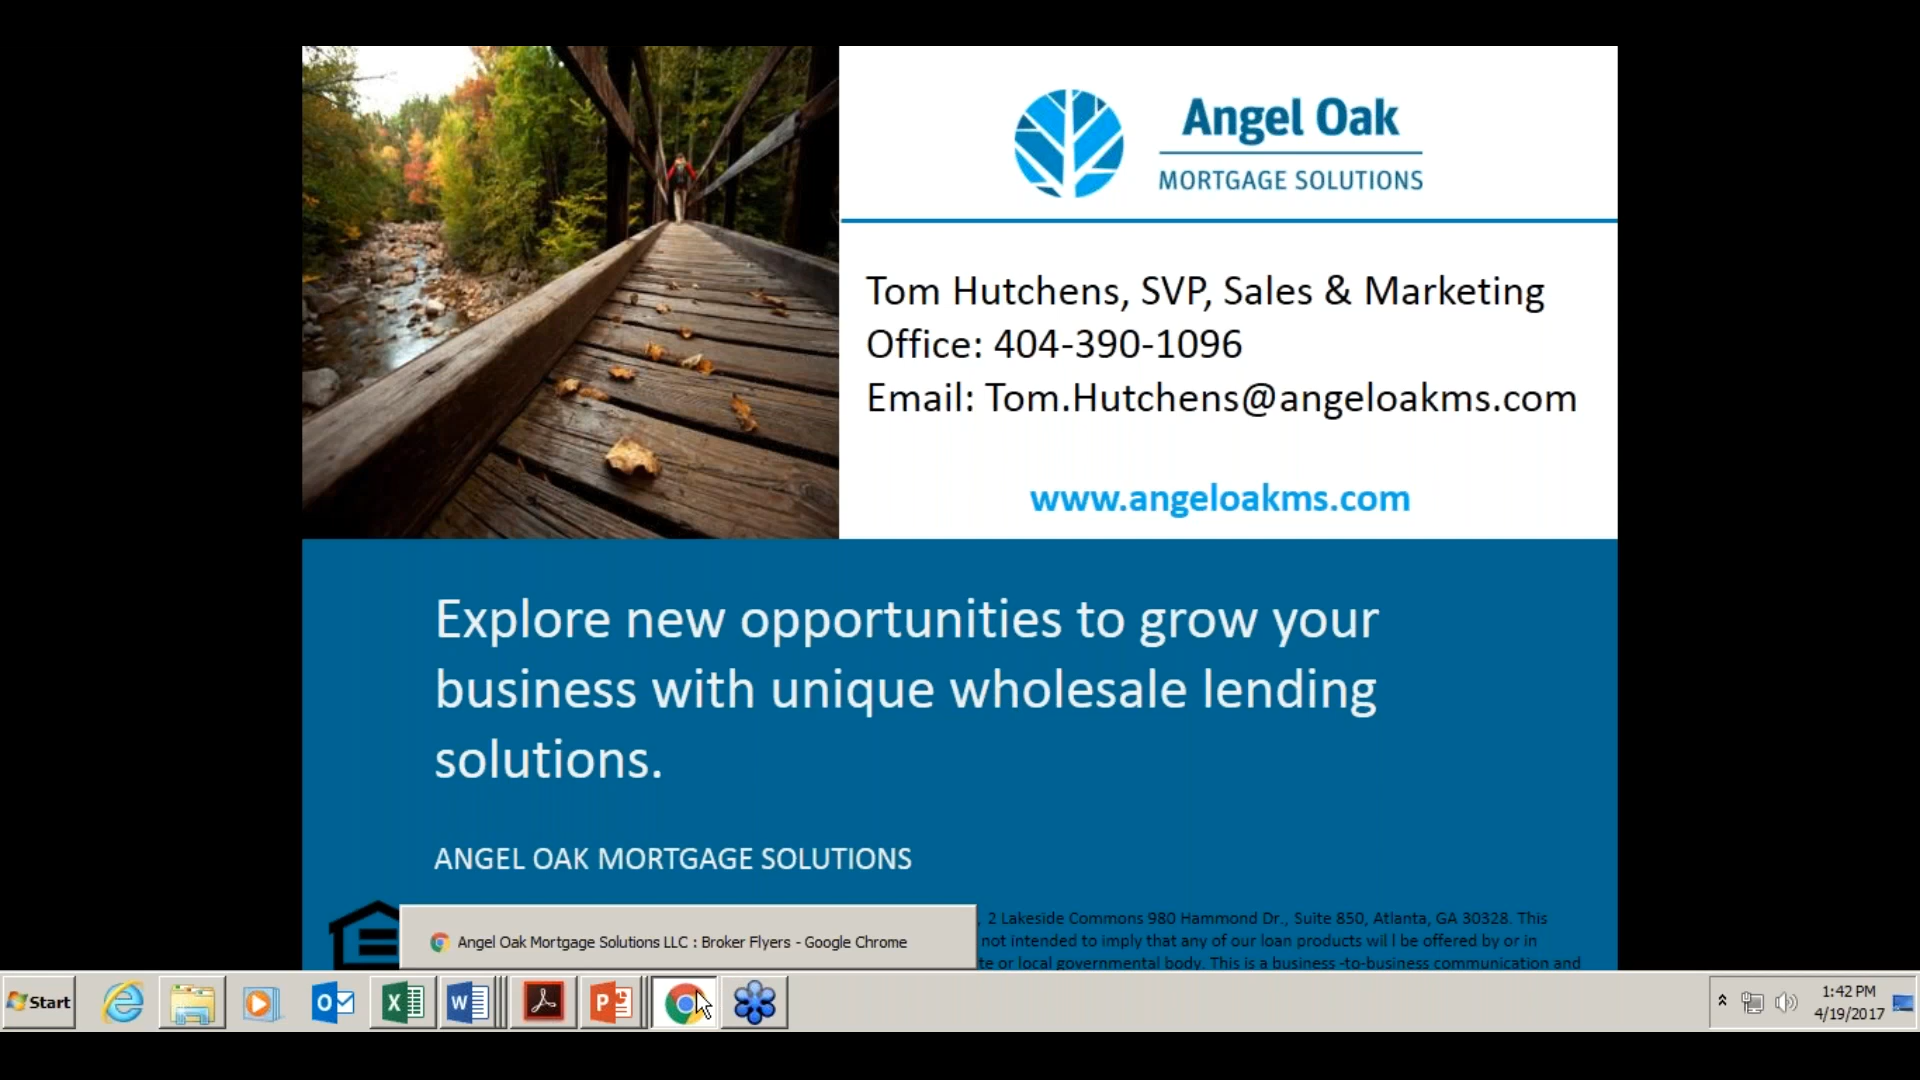 Angel Oak
MORTGAGE SOLUTIONS
Tom Hutchens, SVP, Sales & Marketing
Office: 404-390-1096
Email: Tom.Hutchens@angeloakms.com
www.angeloakms.com
Explore new opportunities to grow your
business with unique wholesale lending
solutions.
ANGEL OAK MORTGAGE SOLUTIONS
2 Lakeside Commons 980 Hammond Dr., Suite 850, Atlanta, GA 30328. This
not intended to imply that any of our loan products wil l be offered by or in
te or local governmental body. This is a business -to-business communication and
Angel Oak Mortgage Solutions LLC : Broker Flyers - Google Chrome
Start
1:42 PM
4/19/2017